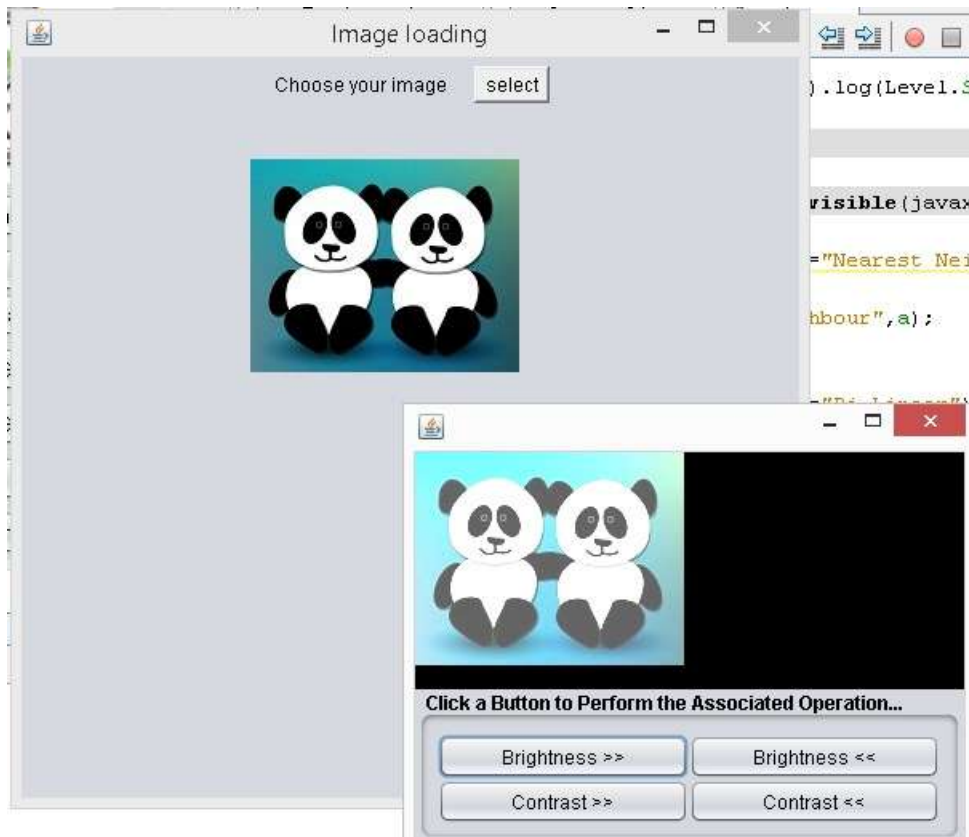 Image loading
Choose your image select
).log(Level.S
visible(javax
="Nearest Nei
hbour",a);
Click a Button to Perform the Associated Operation...
Brightness >> Brightness <<
Contrast >> Contrast <<